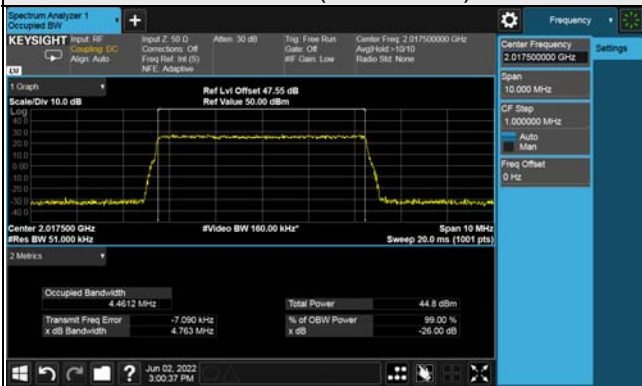 Spectrum Analyzer 1
Occupied BW
Frequency
KEYSIGHT
Input: RF
Coupling: DC
Align: Auto
Input Z: 50 Ω
Corrections: Off
Freq Ref: Int (S)
NFE: Adaptive
Atten: 30 dB
Trig: Free Run
Gate: Off
#IF Gain: Low
Center Freq: 2.017500000 GHz
Avg|Hold:>10/10
Radio Std: None
Center Frequency
2.017500000 GHz
Settings
Span
10.000 MHz
CF Step
1.000000 MHz
Auto
Man
Freq Offset
0 Hz
1 Graph
Scale/Div 10.0 dB
Ref Lvl Offset 47.55 dB
Ref Value 50.00 dBm
Log
40.0
30.0
20.0
10.0
0.00
-10.0
-20.0
-30.0
-40.0
Center 2.017500 GHz
#Res BW 51.000 kHz
#Video BW 160.00 kHz*
Span 10 MHz
Sweep 20.0 ms (1001 pts)
2 Metrics
Occupied Bandwidth
4.4612 MHz
Total Power 44.8 dBm
Transmit Freq Error -7.090 kHz
% of OBW Power 99.00 %
x dB Bandwidth 4.763 MHz
x dB -26.00 dB
?
Jun 02, 2022
3:00:37 PM